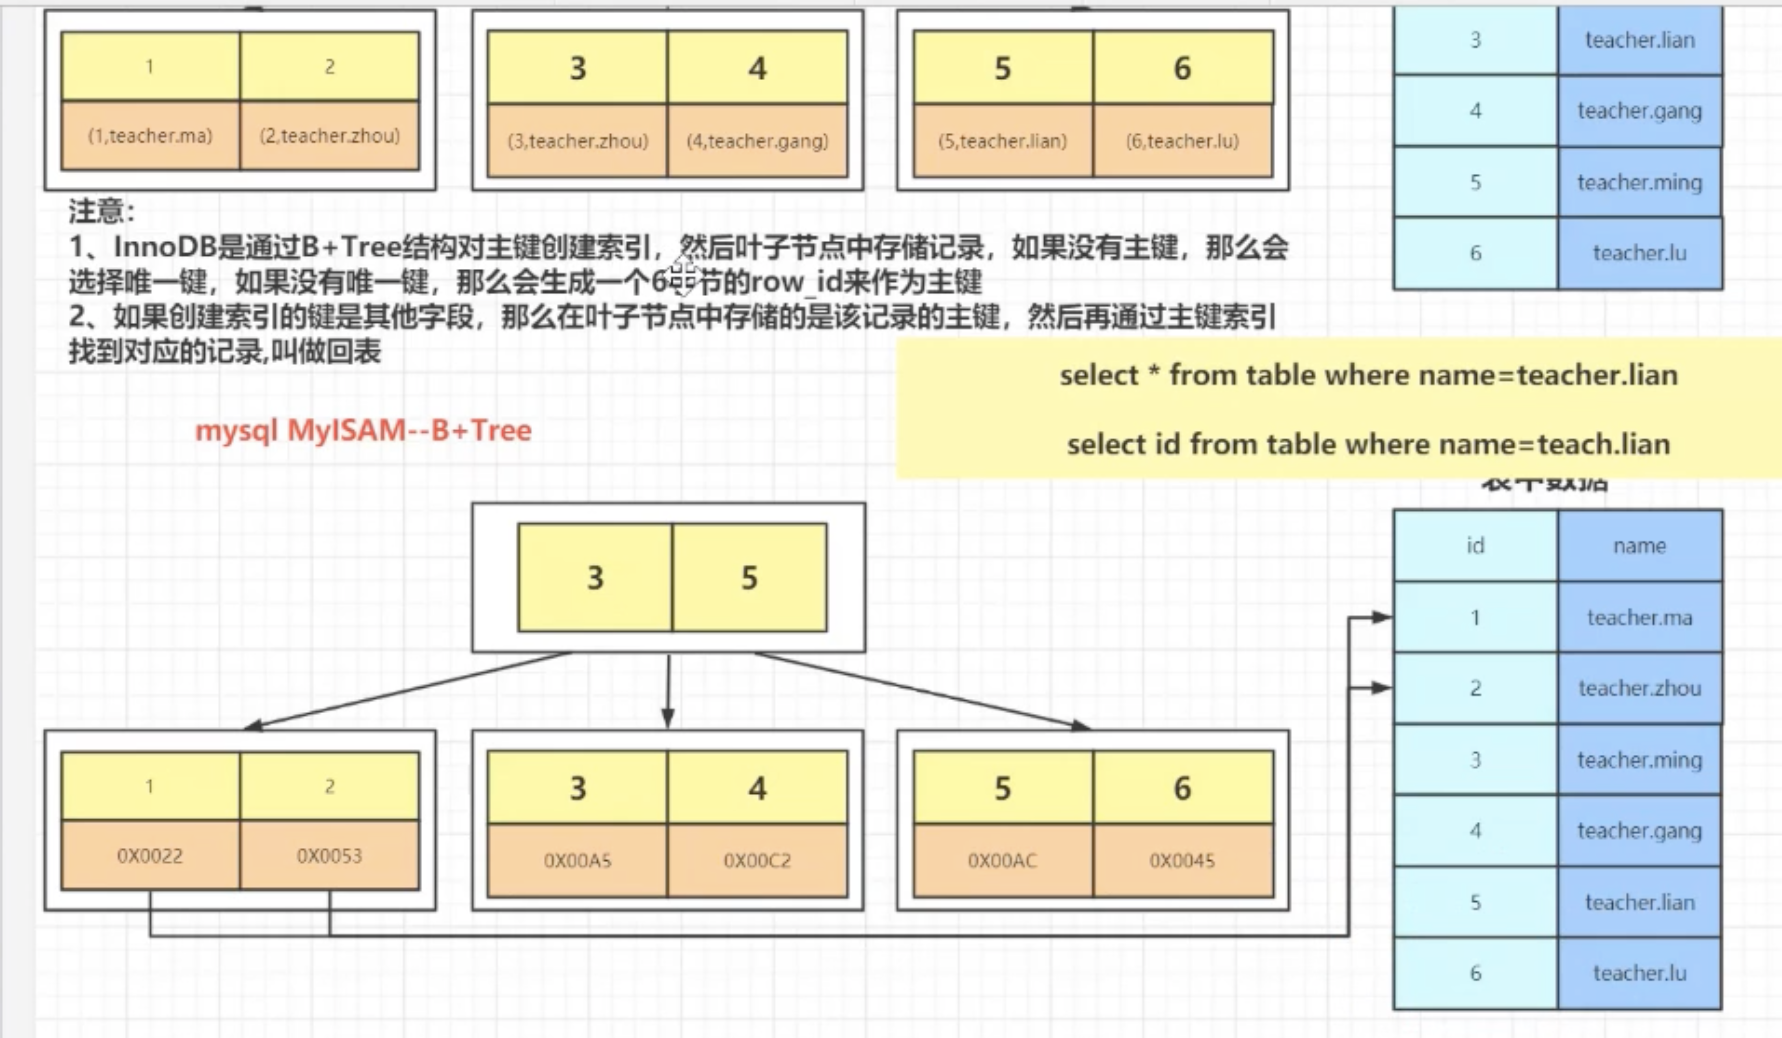 1 2
(1,teacher.ma) (2,teacher.zhou)
3 4
(3,teacher.zhou) (4,teacher.gang)
5 6
(5,teacher.lian) (6,teacher.lu)
3 teacher.lian
4 teacher.gang
5 teacher.ming
6 teacher.lu
注意：
1、InnoDB是通过B+Tree结构对主键创建索引，然后叶子节点中存储记录，如果没有主键，那么会
选择唯一键，如果没有唯一键，那么会生成一个6节的row_id来作为主键
2、如果创建索引的键是其他字段，那么在叶子节点中存储的是该记录的主键，然后再通过主键索引
找到对应的记录,叫做回表
select * from table where name=teacher.lian
select id from table where name=teach.lian
mysql MyISAM--B+Tree
3 5
1 2
0X0022 0X0053
3 4
0X00A5 0X00C2
5 6
0X00AC 0X0045
表中数据
id name
1 teacher.ma
2 teacher.zhou
3 teacher.ming
4 teacher.gang
5 teacher.lian
6 teacher.lu